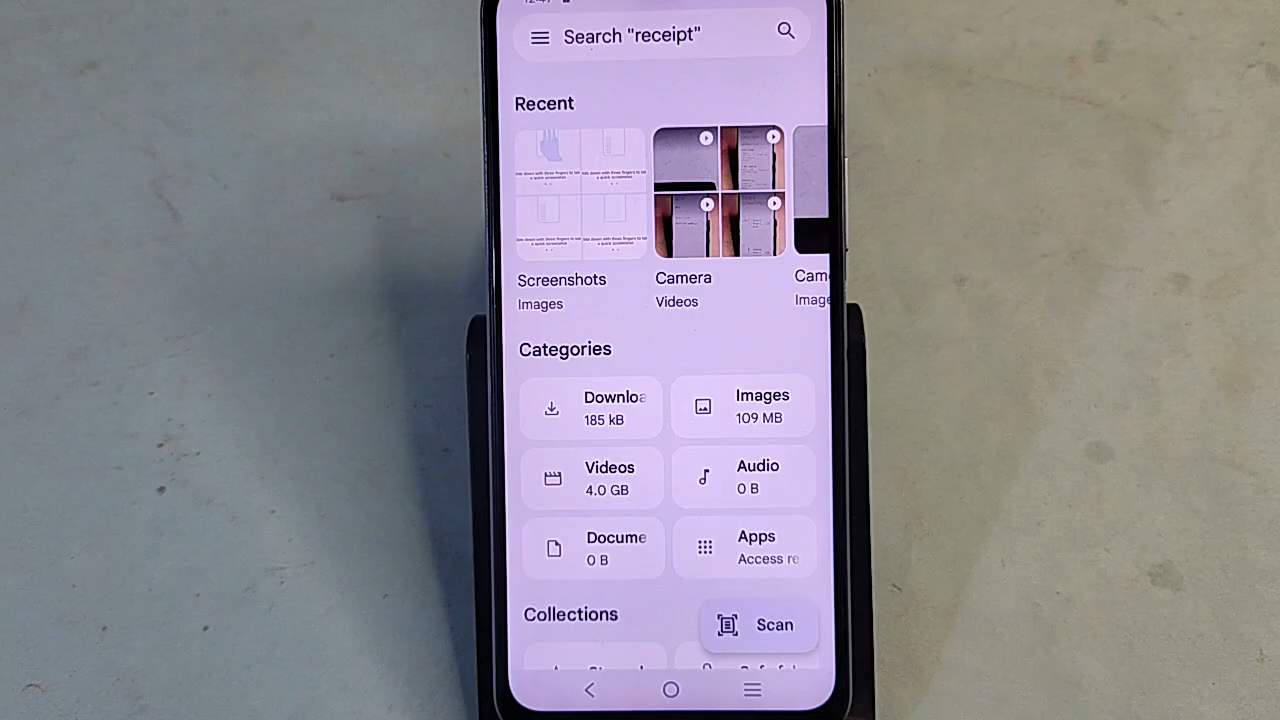 Search "receipt"
Recent
Screenshots
Images
Camera
Videos
Cam
Image
Categories
Downloa
185 kB
Images
109 MB
Videos
4.0 GB
Audio
0 B
Docume
0 B
Apps
Access re
Collections
Scan